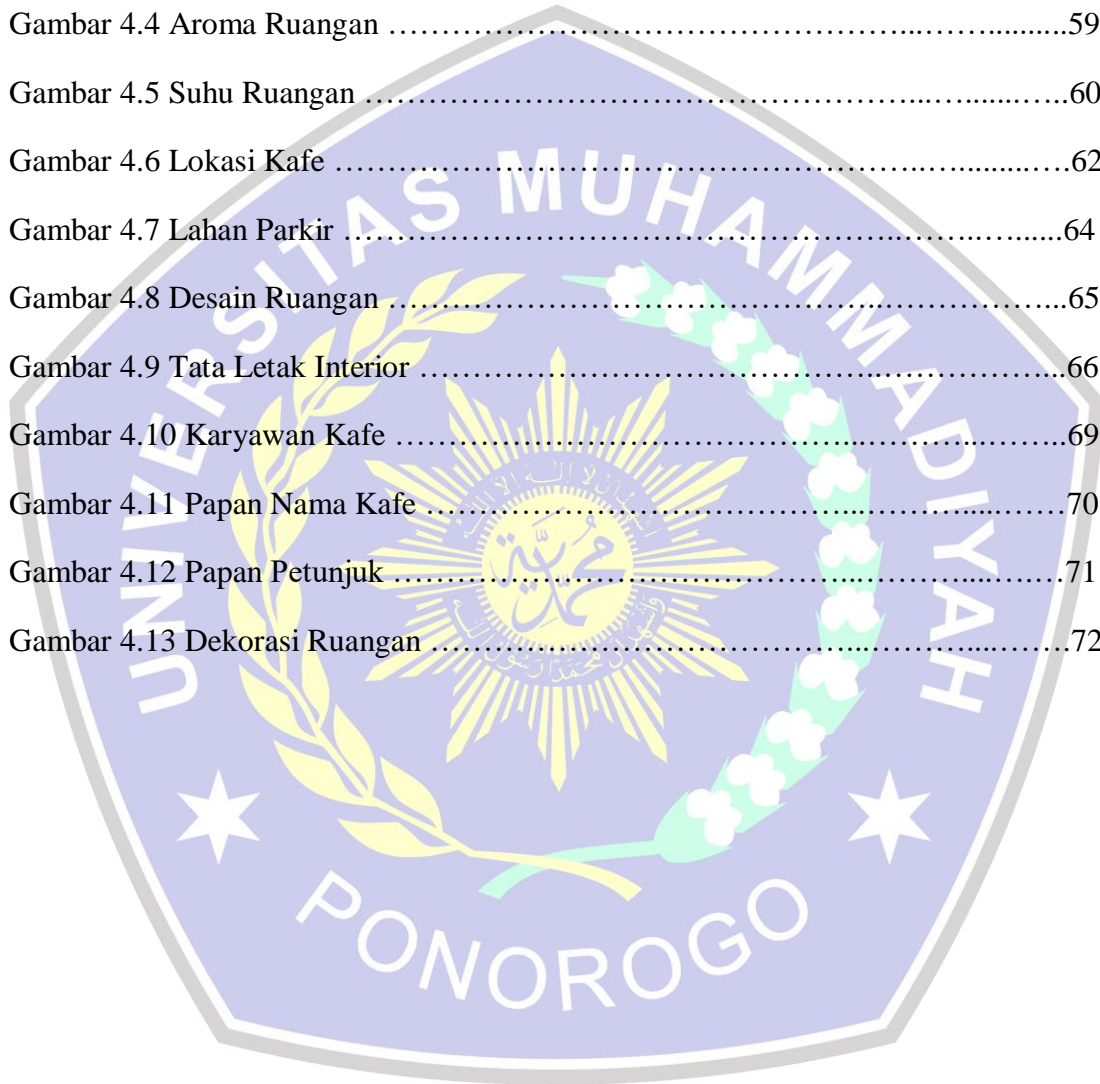 Gambar 4.4 Aroma Ruangan ……………………………………………..……...........59
Gambar 4.5 Suhu Ruangan …………………………………………………...…......…..60
Gambar 4.6 Lokasi Kafe ……………………………………………….……..…........….62
Gambar 4.7 Lahan Parkir ……………………………………………………..…….…......64
Gambar 4.8 Desain Ruangan ……………………………………………….……………...65
Gambar 4.9 Tata Letak Interior ………………………………………….………………...66
Gambar 4.10 Karyawan Kafe …………………………………………..…………...……..69
Gambar 4.11 Papan Nama Kafe ……………………………………...…………...….……70
Gambar 4.12 Papan Petunjuk …………………………………………..……………….….71
Gambar 4.13 Dekorasi Ruangan ……………………………………..…………...…….…72
UNIVERSITAS MUHAMMADIYAH
محمدية
PONOROGO